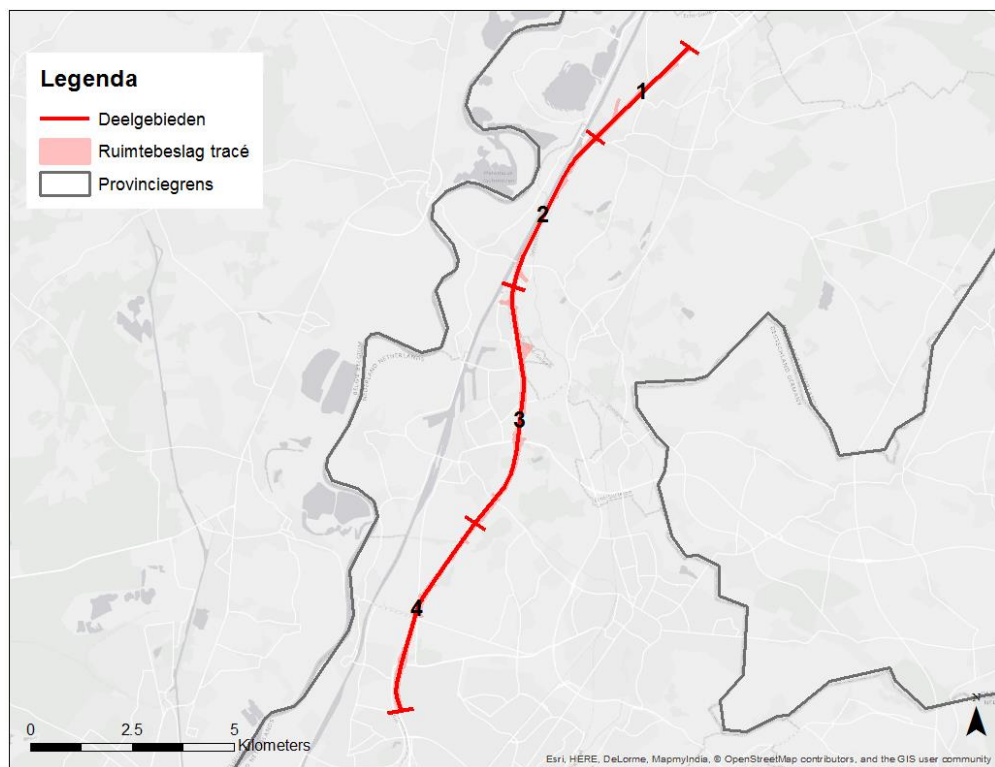 Legenda
Deelgebieden
Ruimtebeslag tracé
Provinciegrens
1
2
3
4
0 2.5 5
Kilometers
N
Esri, HERE, DeLorme, MapmyIndia, © OpenStreetMap contributors, and the GIS user community